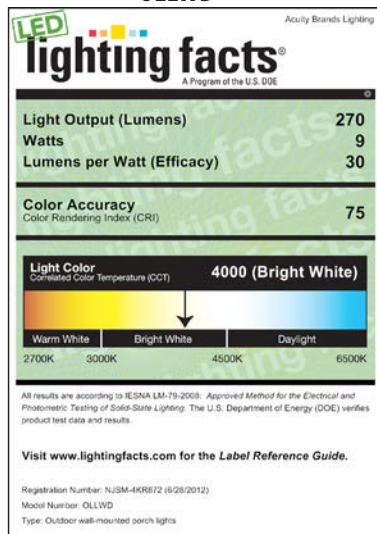 Acuity Brands Lighting
LED
lighting facts®
A Program of the U.S. DOE
Light Output (Lumens) 270
Watts 9
Lumens per Watt (Efficacy) 30
Color Accuracy 75
Color Rendering Index (CRI)
Light Color 4000 (Bright White)
Correlated Color Temperature (CCT)
Warm White Bright White Daylight
2700K 3000K 4500K 6500K
All results are according to IESNA LM-79-2008: Approved Method for the Electrical and
Photometric Testing of Solid-State Lighting. The U.S. Department of Energy (DOE) verifies
product test data and results.
Visit www.lightingfacts.com for the Label Reference Guide.
Registration Number: NJSM-4KR872 (6/28/2012)
Model Number: OLLWD
Type: Outdoor wall-mounted porch lights